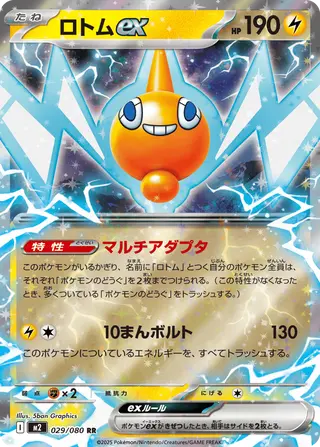 たね ロトムex HP190
特性 とくせい マルチアダプタ
このポケモンがいるかぎり、名前に「ロトム」とつく自分のポケモン全員は、
それぞれ「ポケモンのどうぐ」を2枚までつけられる。（この特性がなくなった
とき、多くついている「ポケモンのどうぐ」をトラッシュする。）
10まんボルト 130
このポケモンについているエネルギーを、すべてトラッシュする。
弱点 ×2 抵抗力 にげる
exルール
ポケモンexがきぜつしたとき、相手はサイドを2枚とる。
Illus. 5ban Graphics
I M2 029/080 RR
©2025 Pokémon/Nintendo/Creatures/GAME FREAK.